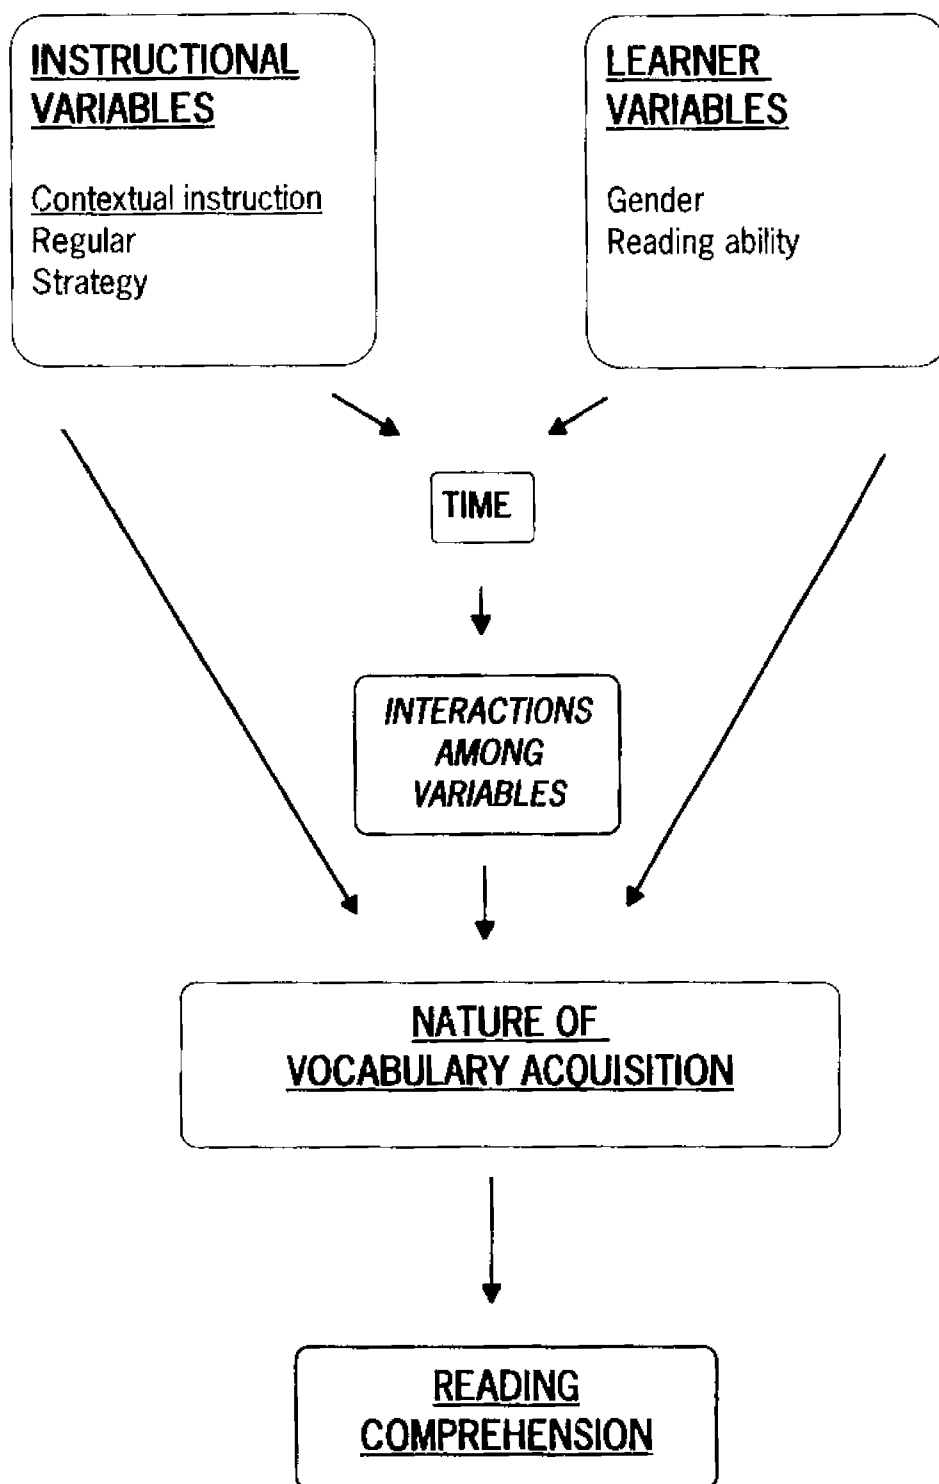 INSTRUCTIONAL
VARIABLES
Contextual instruction
Regular
Strategy
LEARNER
VARIABLES
Gender
Reading ability
TIME
INTERACTIONS
AMONG
VARIABLES
NATURE OF
VOCABULARY ACQUISITION
READING
COMPREHENSION